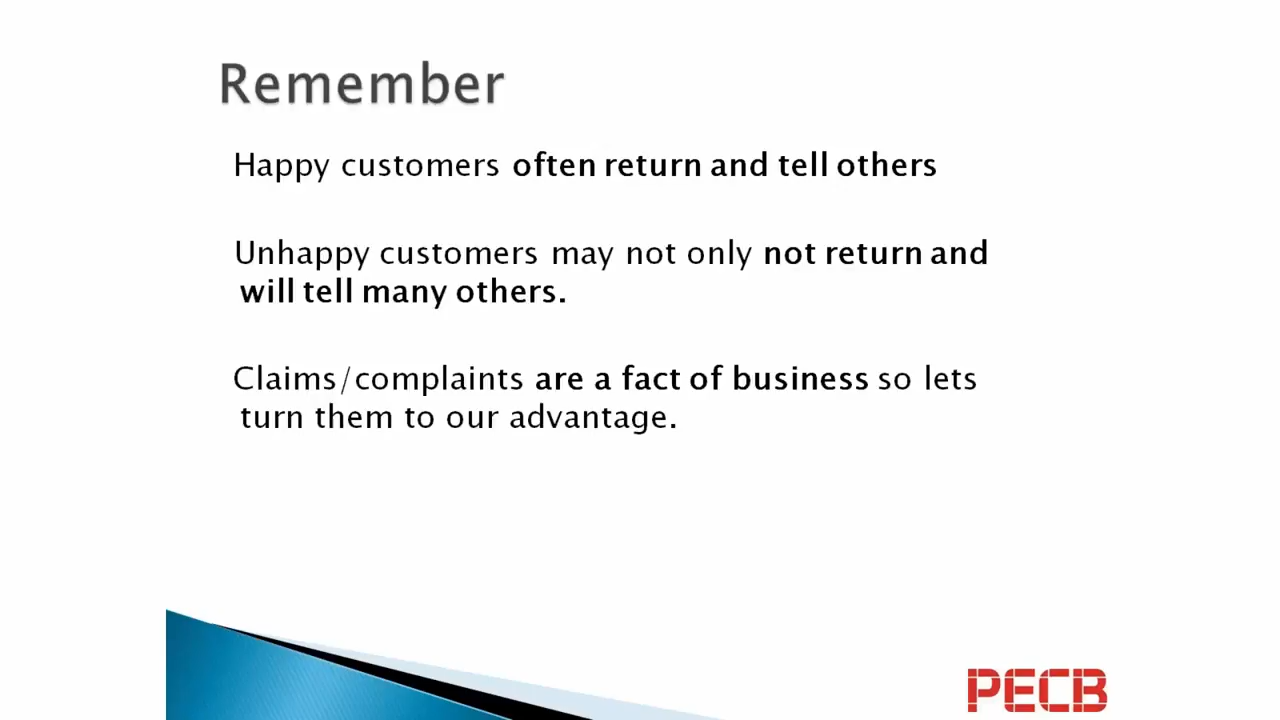 Remember
Happy customers often return and tell others
Unhappy customers may not only not return and
will tell many others.
Claims/complaints are a fact of business so lets
turn them to our advantage.
PECB